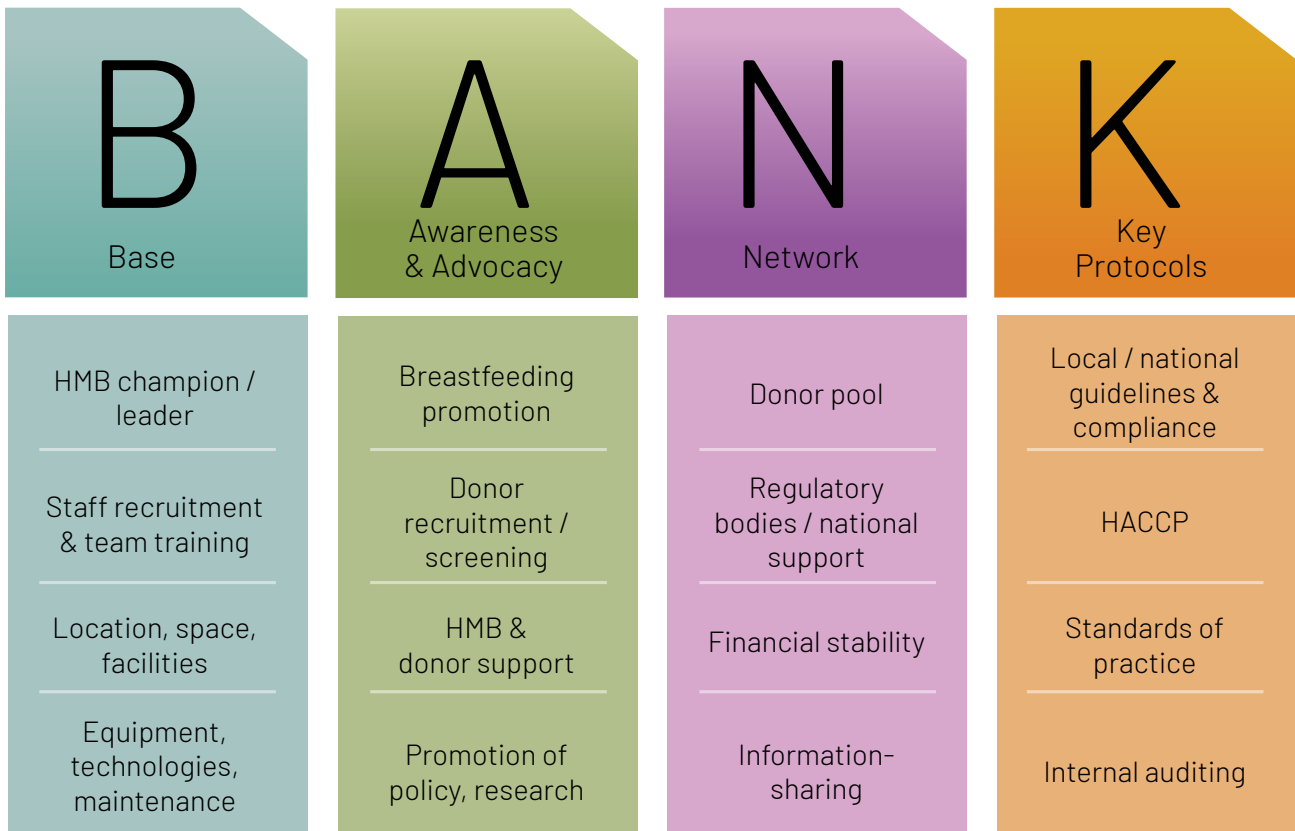 B
Base
HMB champion /
leader
Staff recruitment
& team training
Location, space,
facilities
Equipment,
technologies,
maintenance
A
Awareness
& Advocacy
Breastfeeding
promotion
Donor
recruitment /
screening
HMB &
donor support
Promotion of
policy, research
N
Network
Donor pool
Regulatory
bodies / national
support
Financial stability
Information-
sharing
K
Key
Protocols
Local / national
guidelines &
compliance
HACCP
Standards of
practice
Internal auditing